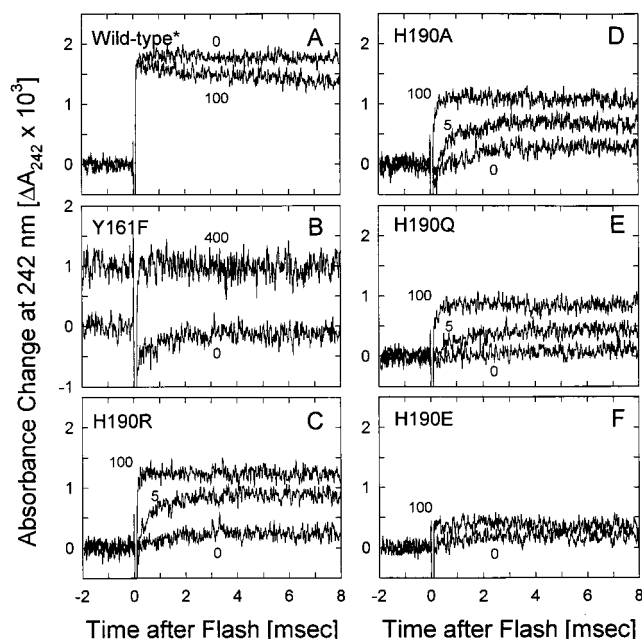 Absorbance Change at 242 nm [ΔA242 x 10³]
Wild-type*
A
0
100
2
1
0
Y161F
B
400
0
2
1
0
-1
H190R
C
100
5
0
2
1
0
-2 0 2 4 6 8
Time after Flash [msec]
H190A
D
100
5
0
2
1
0
H190Q
E
100
5
0
2
1
0
H190E
F
100
0
2
1
0
-2 0 2 4 6 8
Time after Flash [msec]